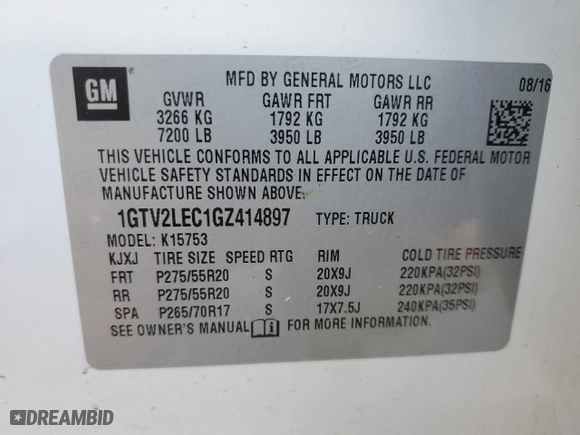 GM
MFD BY GENERAL MOTORS LLC
08/16
GVWR GAWR FRT GAWR RR
3266 KG 1792 KG 1792 KG
7200 LB 3950 LB 3950 LB
THIS VEHICLE CONFORMS TO ALL APPLICABLE U.S. FEDERAL MOTOR
VEHICLE SAFETY STANDARDS IN EFFECT ON THE DATE OF
MANUFACTURE SHOWN ABOVE.
1GTV2LEC1GZ414897 TYPE: TRUCK
MODEL: K15753
KJXJ TIRE SIZE SPEED RTG RIM COLD TIRE PRESSURE
FRT P275/55R20 S 20X9J 220KPA(32PSI)
RR P275/55R20 S 20X9J 220KPA(32PSI)
SPA P265/70R17 S 17X7.5J 240KPA(35PSI)
SEE OWNER'S MANUAL FOR MORE INFORMATION.
DREAMBID